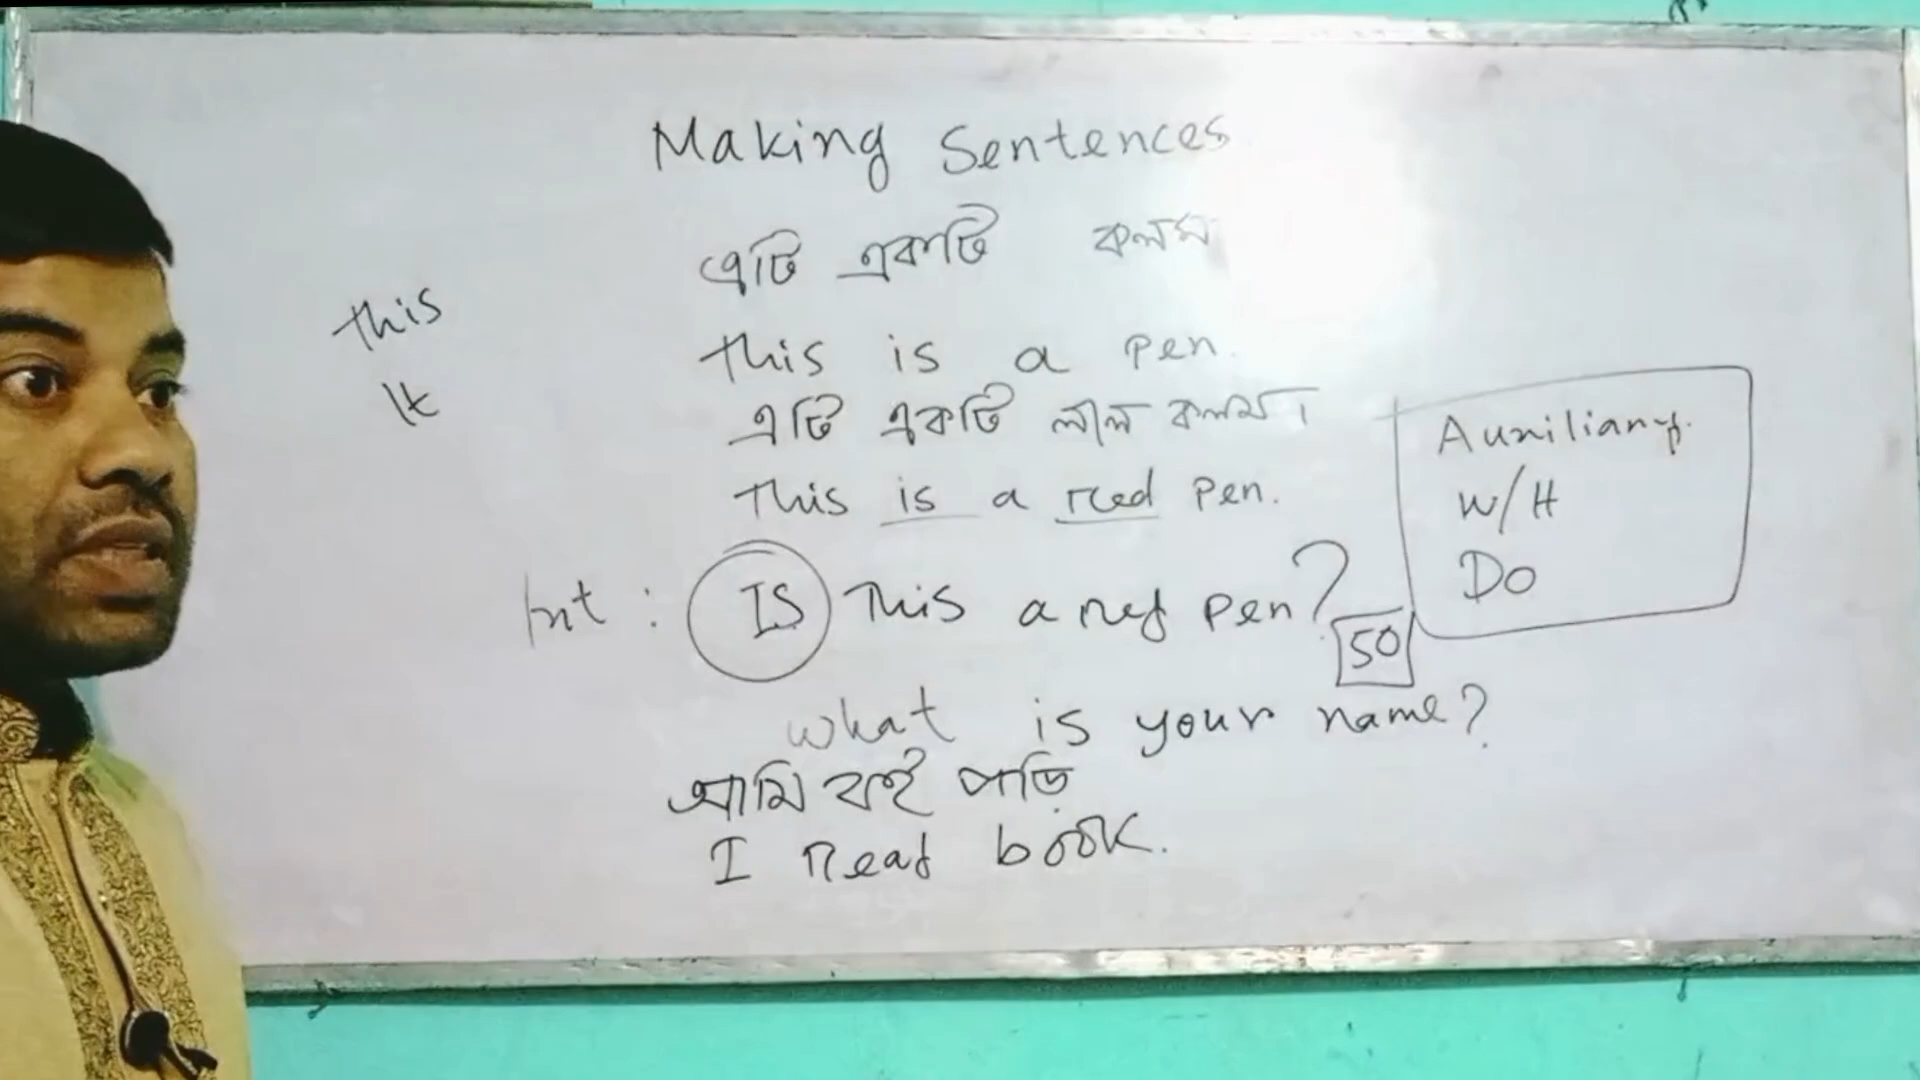 Making Sentences
এটি একটি কলম
This
It
This is a pen.
এটি একটি লাল কলম।
This is a red pen.
Auxiliary.
W/H
Do
Int : IS This a red pen?
50
What is your name?
আমি বই পড়ি
I Read book.